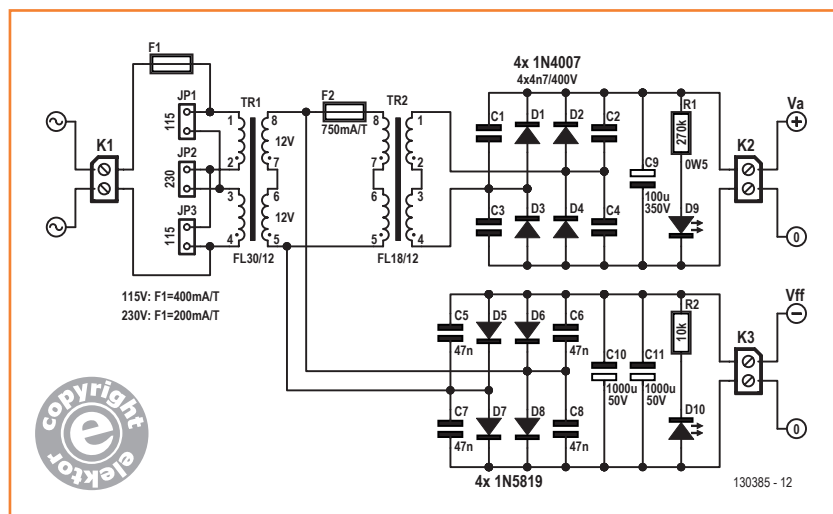 F1
4x 1N4007
4x4n7/400V
JP1
115
TR1
1
8
12V
2
7
F2
750mA/T
TR2
8
1
7
2
C1
D1
D2
C2
R1
270k
0W5
Va
+
K1
JP2
230
3
6
12V
6
3
C9
100u
350V
K2
JP3
115
4
5
5
4
C3
D3
D4
C4
D9
0
FL30/12
FL18/12
115V: F1=400mA/T
230V: F1=200mA/T
Vff
−
C5
47n
D5
D6
C6
47n
R2
10k
K3
C10
1000u
50V
C11
1000u
50V
C7
47n
D7
D8
C8
47n
D10
0
4x 1N5819
130385 - 12
copyright
e
elektor